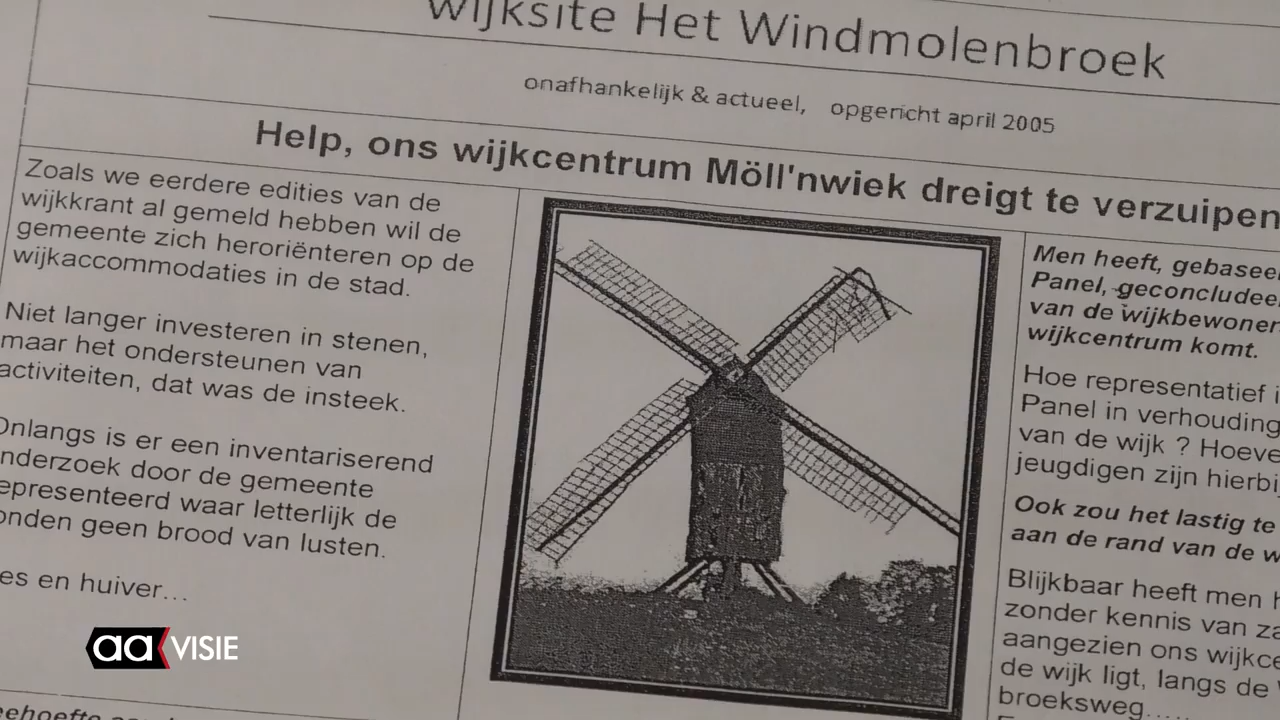 wijksite Het Windmolenbroek
onafhankelijk & actueel, opgericht april 2005
Help, ons wijkcentrum Möll'nwiek dreigt te verzuipen
Zoals we eerdere edities van de
wijkkrant al gemeld hebben wil de
gemeente zich heroriënteren op de
wijkaccommodaties in de stad.
Niet langer investeren in stenen,
maar het ondersteunen van
activiteiten, dat was de insteek.
Onlangs is er een inventariserend
nderzoek door de gemeente
epresenteerd waar letterlijk de
onden geen brood van lusten.
es en huiver...
Men heeft, gebasee
Panel, geconcludee
van de wijkbewoner
wijkcentrum komt.
Hoe representatief i
Panel in verhouding
van de wijk ? Hoeve
jeugdigen zijn hierbi
Ook zou het lastig te
aan de rand van de w
Blijkbaar heeft men h
zonder kennis van za
aangezien ons wijkce
de wijk ligt, langs de
broeksweg.....
aa VISIE